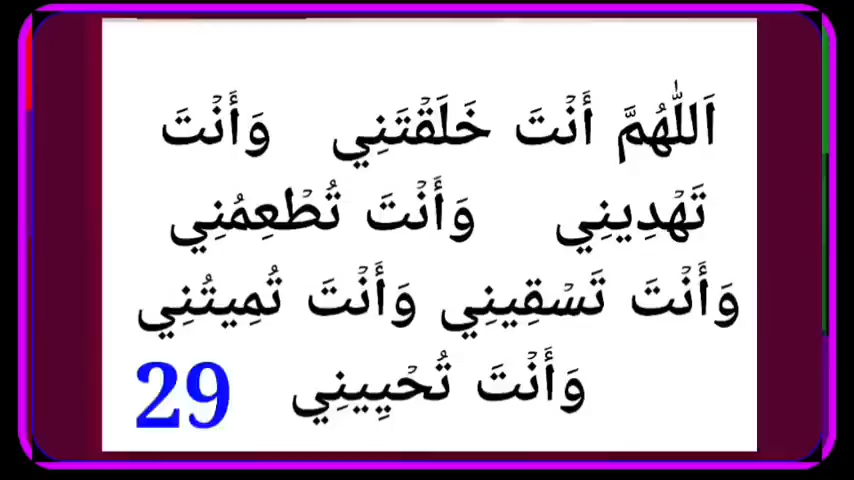 اَللّٰهُمَّ أَنْتَ خَلَقْتَنِي وَأَنْتَ
تَهْدِينِي وَأَنْتَ تُطْعِمُنِي
وَأَنْتَ تَسْقِينِي وَأَنْتَ تُمِيتُنِي
وَأَنْتَ تُحْيِينِي
29